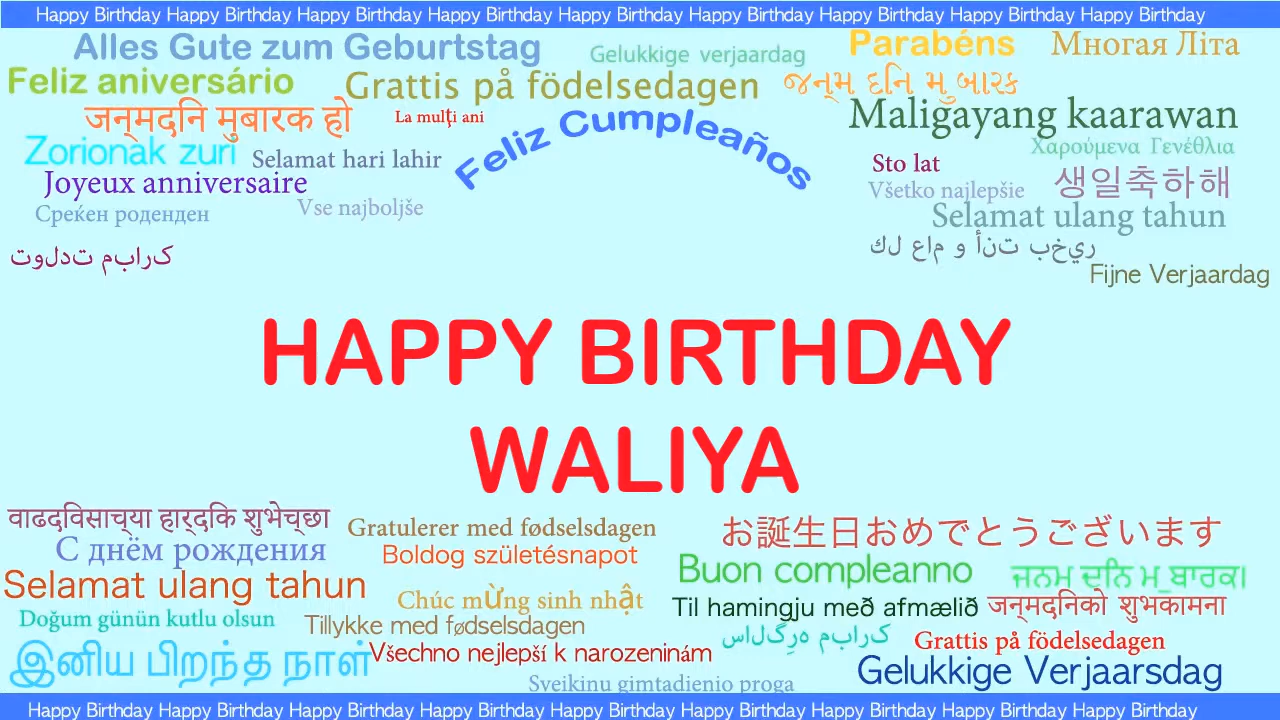 Happy Birthday Happy Birthday Happy Birthday Happy Birthday Happy Birthday Happy Birthday Happy Birthday Happy Birthday Happy Birthday
Alles Gute zum Geburtstag
Gelukkige verjaardag
Parabéns
Многая Літа
Feliz aniversário
Grattis på födelsedagen
જન્મ દનિ મુ બારક
जन्मदनि मुबारक हो
La mulţi ani
Feliz Cumpleaños
Maligayang kaarawan
Zorionak zuri
Selamat hari lahir
Χαρούμενα Γενέθλια
Joyeux anniversaire
Sto lat
Všetko najlepšie
생일축하해
Среќен роденден
Vse najboljše
Selamat ulang tahun
تولدت مبارک
كل عام و أنت بخير
Fijne Verjaardag
HAPPY BIRTHDAY
WALIYA
वाढदविसाच्या हार्दकि शुभेच्छा
Gratulerer med fødselsdagen
お誕生日おめでとうございます
С днём рождения
Boldog születésnapot
Buon compleanno
ਜਨਮ ਦਨਿ ਮੁਬਾਰਕ।
Selamat ulang tahun
Chúc mừng sinh nhật
Til hamingju með afmælið
जन्मदनिको शुभकामना
Doğum günün kutlu olsun
Tillykke med fødselsdagen
سالگرہ مبارک
Grattis på födelsedagen
இனிய பிறந்த நாள்
Všechno nejlepší k narozeninám
Gelukkige Verjaarsdag
Sveikinu gimtadienio proga
Happy Birthday Happy Birthday Happy Birthday Happy Birthday Happy Birthday Happy Birthday Happy Birthday Happy Birthday Happy Birthday